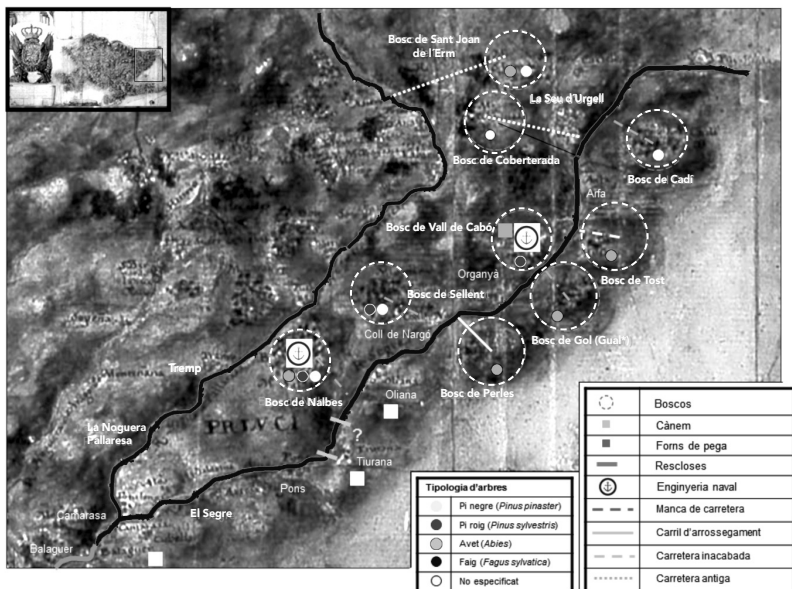 Bosc de Sant Joan
de l'Erm
La Seu d'Urgell
Bosc de Coberterada
Bosc de Cadí
Bosc de Vall de Cabó
Organyà
Bosc de Tost
Bosc de Sellent
Coll de Nargó
Bosc de Gol (Gual*)
Tremp
Bosc de Nalbes
Bosc de Perles
Oliana
La Noguera
Pallaresa
PRINCI
?
Tiurana
Pons
El Segre
Camarasa
Balaguer
Tipologia d'arbres
Pi negre (Pinus pinaster)
Pi roig (Pinus sylvestris)
Avet (Abies)
Faig (Fagus sylvatica)
No especificat
Boscos
Cànem
Forns de pega
Rescloses
Enginyeria naval
Manca de carretera
Carril d'arrossegament
Carretera inacabada
Carretera antiga